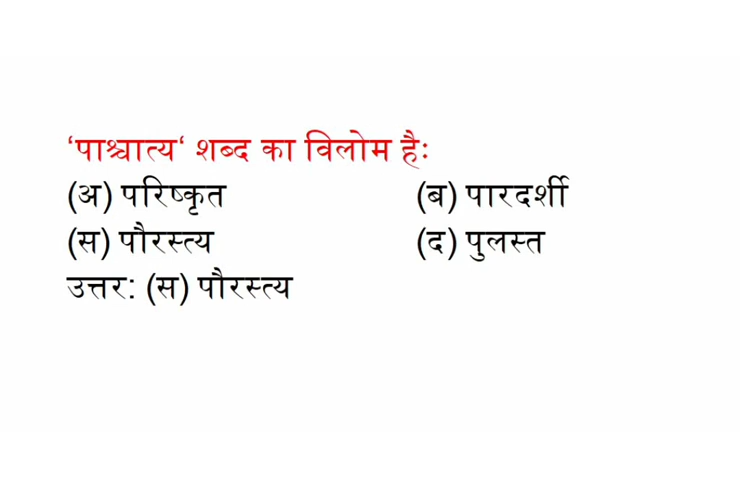 ‘पाश्चात्य‘ शब्द का विलोम हैः
(अ) परिष्कृत (ब) पारदर्शी
(स) पौरस्त्य (द) पुलस्त
उत्तर: (स) पौरस्त्य